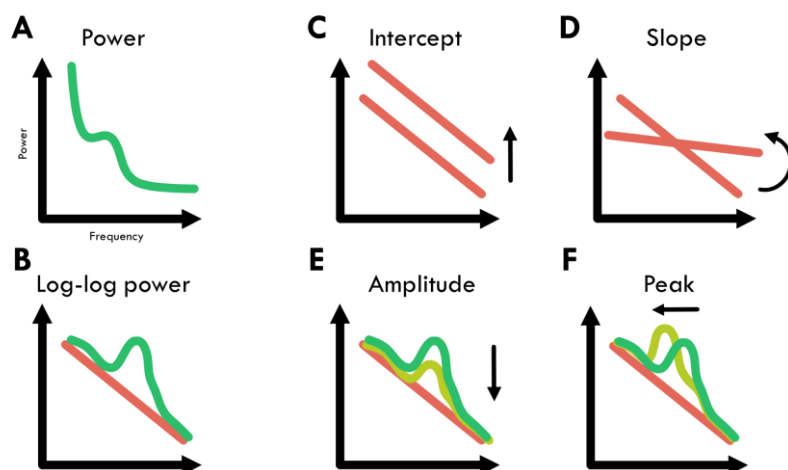 A
Power
Power
Frequency
C
Intercept
D
Slope
B
Log-log power
E
Amplitude
F
Peak